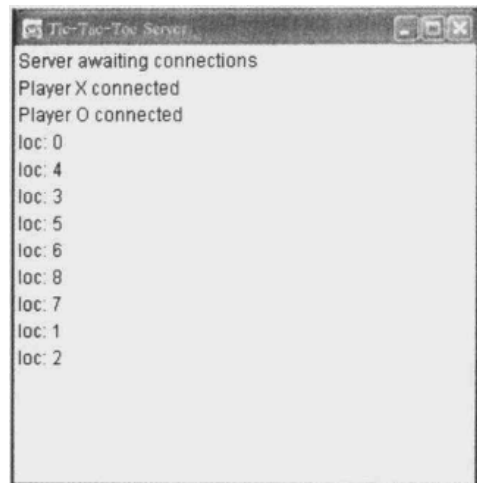 Tic-Tac-Toe Server
Server awaiting connections
Player X connected
Player O connected
loc: 0
loc: 4
loc: 3
loc: 5
loc: 6
loc: 8
loc: 7
loc: 1
loc: 2